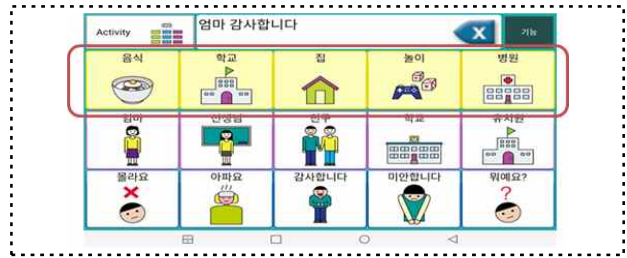 Activity 엄마 감사합니다 X 기능
음식 학교 집 놀이 병원
엄마 선생님 친구 학교 유치원
몰라요 아파요 감사합니다 미안합니다 뭐예요?